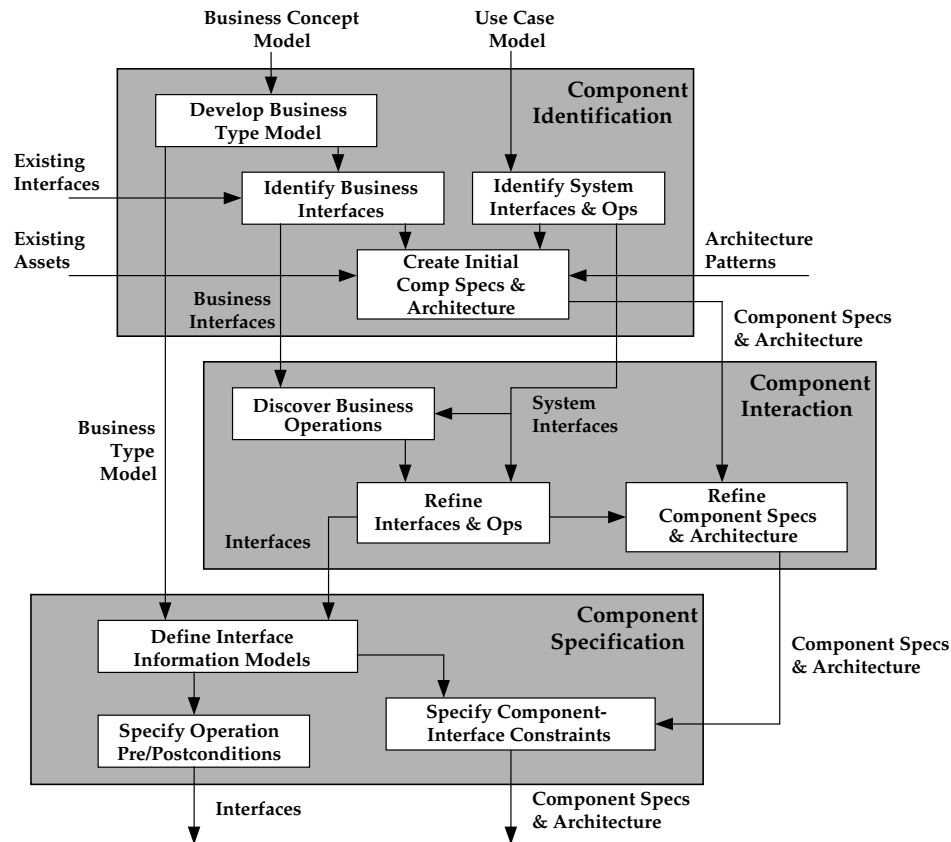 Business Concept
Model
Use Case
Model
Component
Identification
Develop Business
Type Model
Existing
Interfaces
Identify Business
Interfaces
Identify System
Interfaces & Ops
Existing
Assets
Create Initial
Comp Specs &
Architecture
Architecture
Patterns
Business
Interfaces
Component Specs
& Architecture
Component
Interaction
Discover Business
Operations
System
Interfaces
Business
Type
Model
Refine
Interfaces & Ops
Refine
Component Specs
& Architecture
Interfaces
Component
Specification
Define Interface
Information Models
Component Specs
& Architecture
Specify Operation
Pre/Postconditions
Specify Component-
Interface Constraints
Interfaces
Component Specs
& Architecture